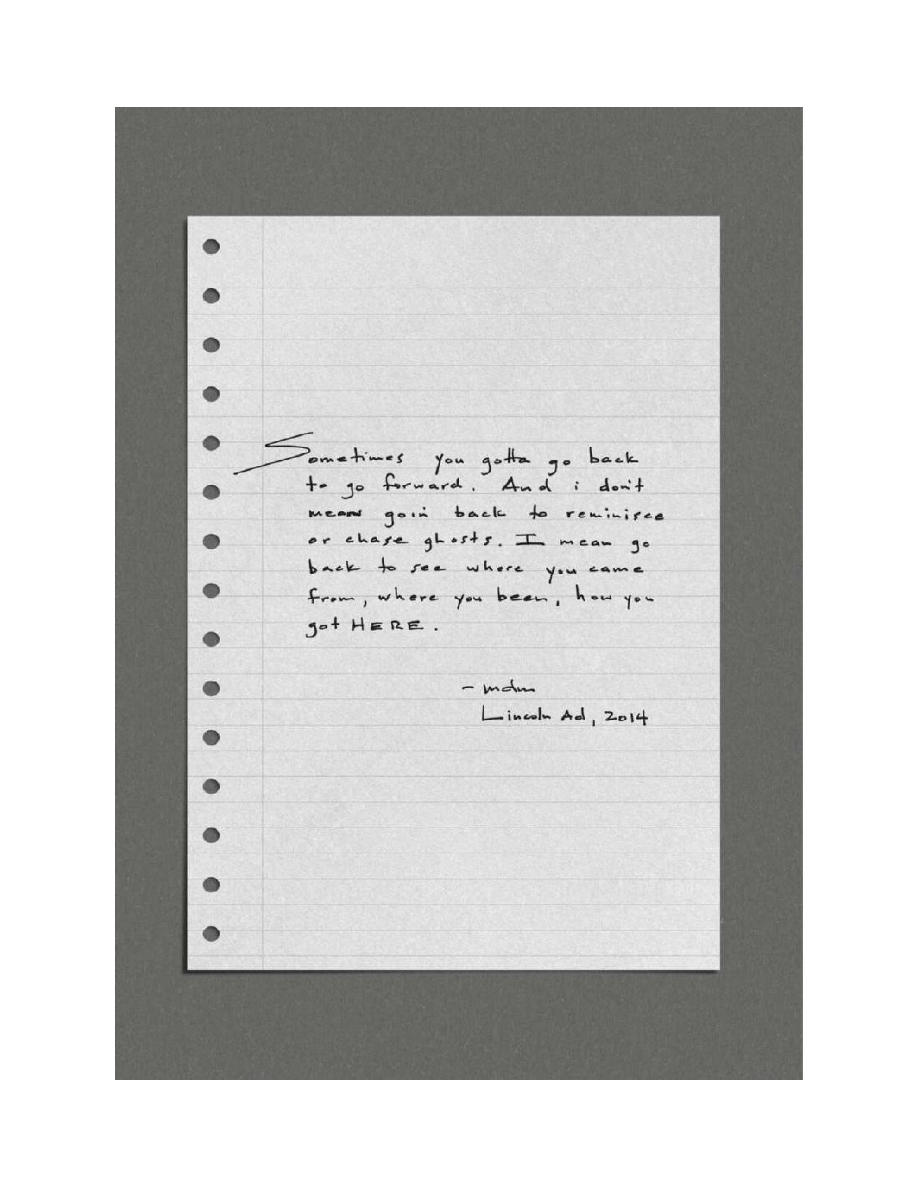 Sometimes you gotta go back
to go forward. And i don't
mean goin back to reminisce
or chase ghosts. I mean go
back to see where you came
from, where you been, how you
got HERE.
- mdm
Lincoln Ad, 2014